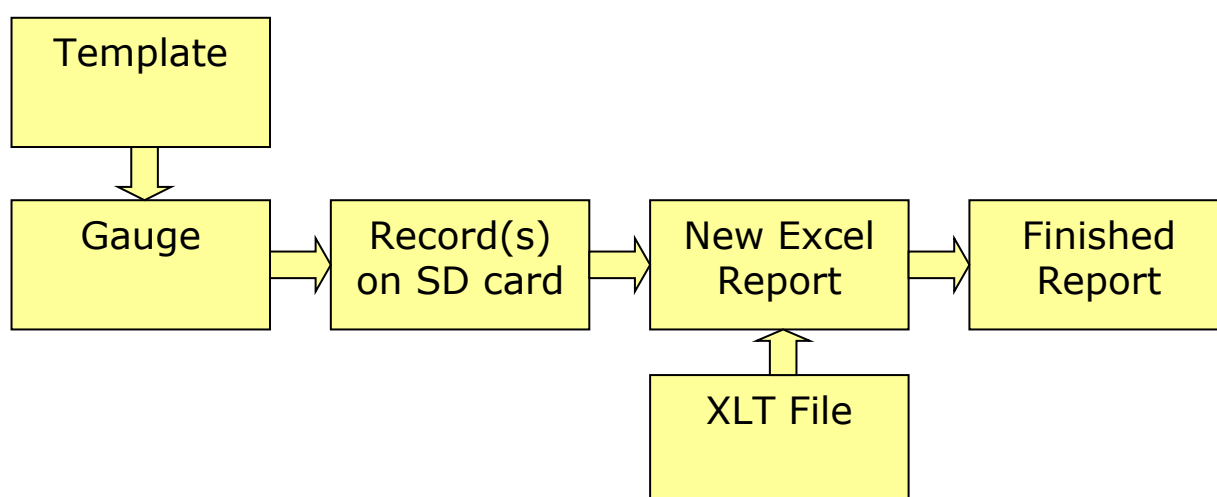 Template
Gauge
Record(s)
on SD card
New Excel
Report
Finished
Report
XLT File